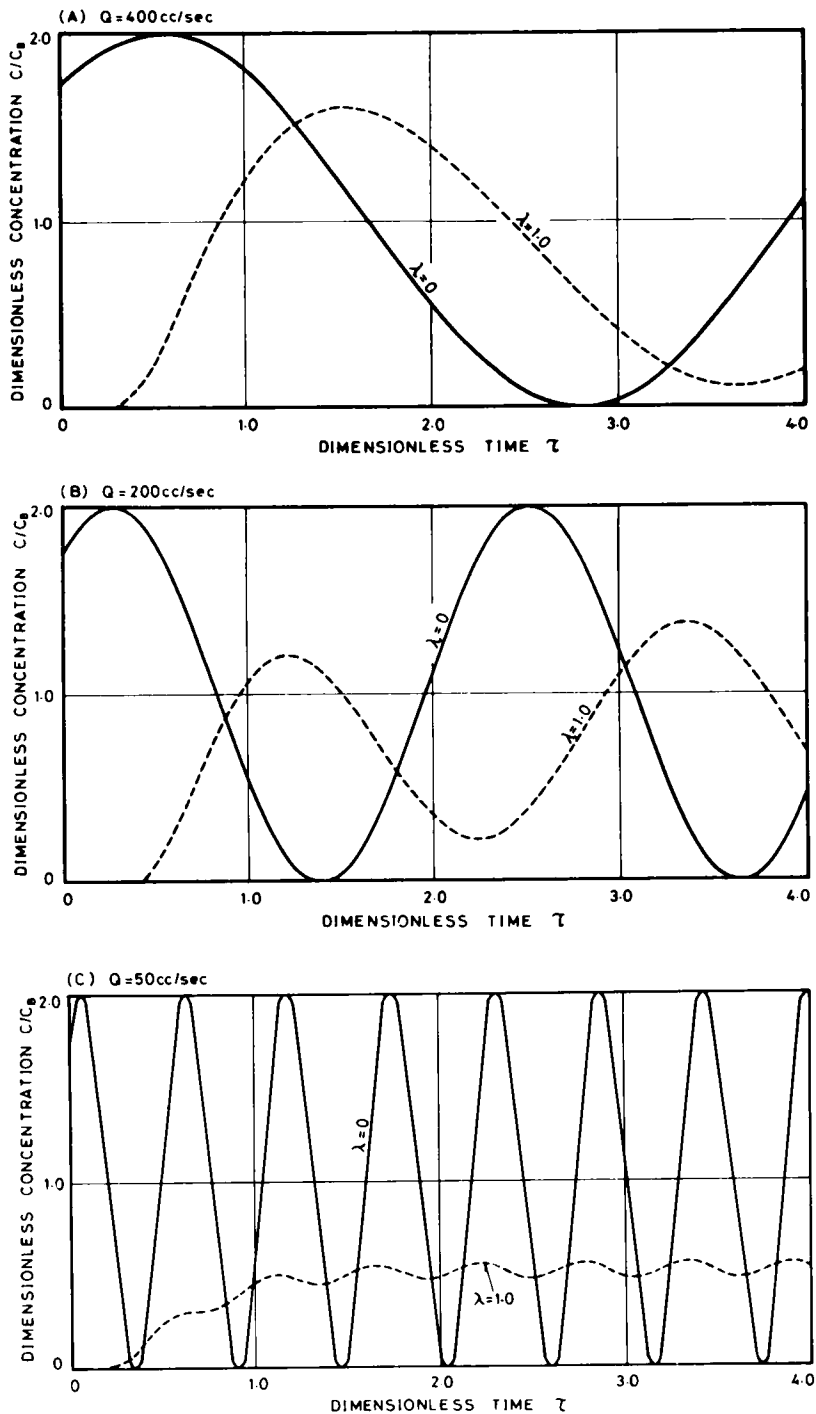 (A) Q=400cc/sec
DIMENSIONLESS CONCENTRATION C/C_B
2.0
1.0
0
λ=0
λ=1.0
0 1.0 2.0 3.0 4.0
DIMENSIONLESS TIME τ
(B) Q=200cc/sec
DIMENSIONLESS CONCENTRATION C/C_B
2.0
1.0
0
λ=0
λ=1.0
0 1.0 2.0 3.0 4.0
DIMENSIONLESS TIME τ
(C) Q=50cc/sec
DIMENSIONLESS CONCENTRATION C/C_B
2.0
1.0
0
λ=0
λ=1.0
0 1.0 2.0 3.0 4.0
DIMENSIONLESS TIME τ